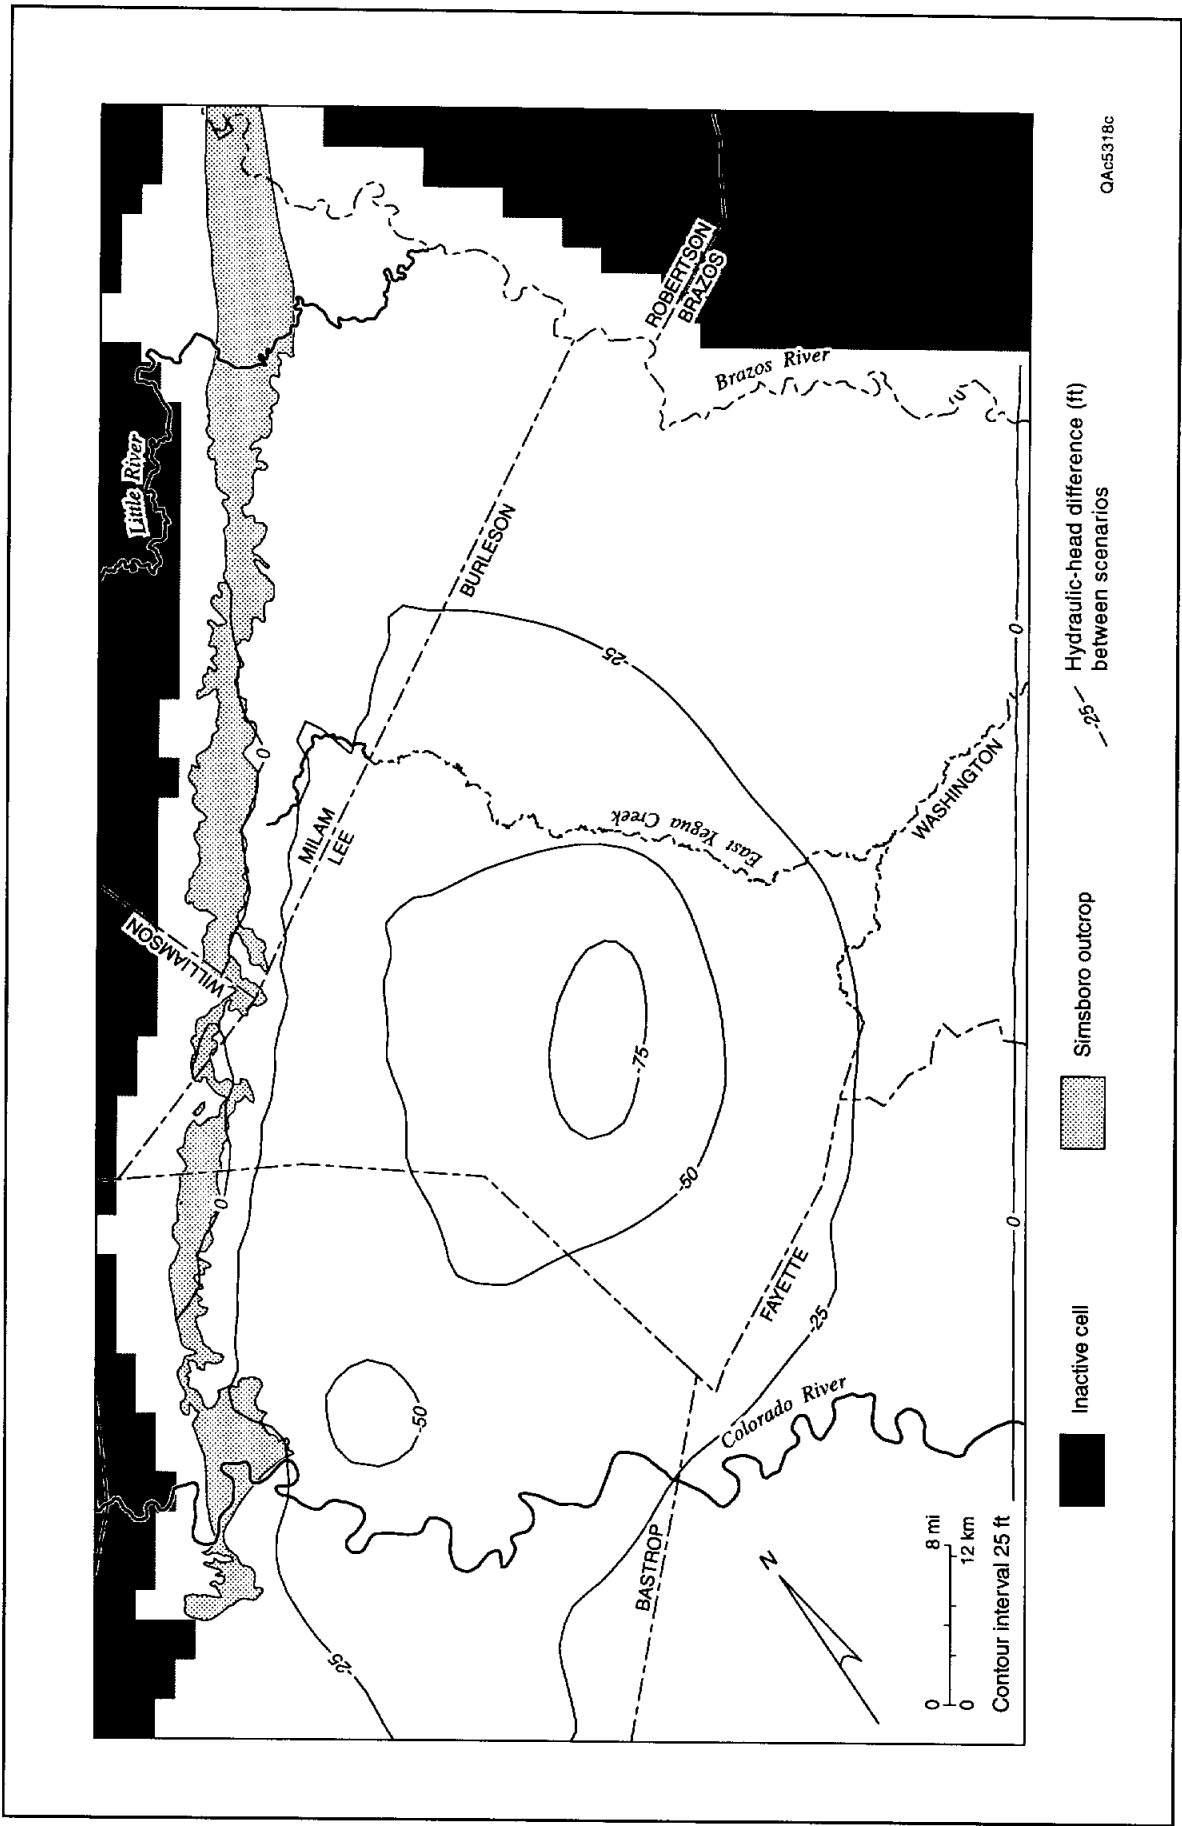 Little River
WILLIAMSON
MILAM
LEE
BURLESON
ROBERTSON
BRAZOS
Brazos River
East Yegua Creek
WASHINGTON
FAYETTE
BASTROP
Colorado River
0
0
0
0
-25
-25
-25
-50
-50
-75
N
0 8 mi
0 12 km
Contour interval 25 ft
Inactive cell
Simsboro outcrop
-25 Hydraulic-head difference (ft)
between scenarios
QAc5318c